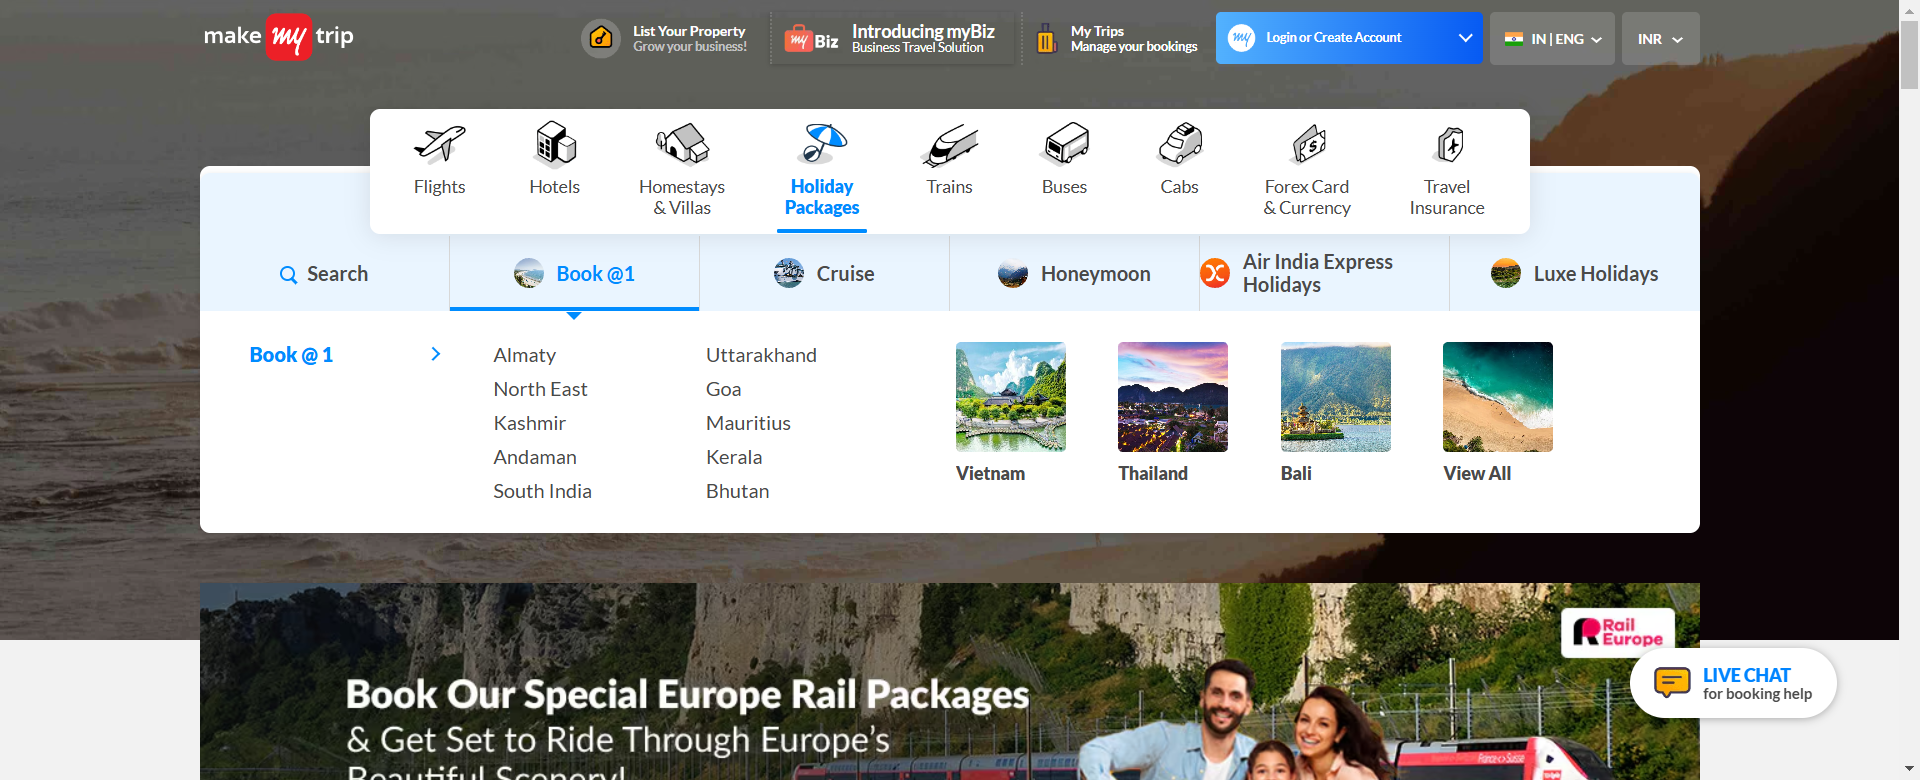 make my trip
List Your Property
Grow your business!
my Biz
Introducing myBiz
Business Travel Solution
My Trips
Manage your bookings
my
Login or Create Account
IN | ENG
INR
Flights
Hotels
Homestays
& Villas
Holiday
Packages
Trains
Buses
Cabs
Forex Card
& Currency
Travel
Insurance
Search
Book @1
Cruise
Honeymoon
Air India Express
Holidays
Luxe Holidays
Book @ 1
Almaty
North East
Kashmir
Andaman
South India
Uttarakhand
Goa
Mauritius
Kerala
Bhutan
Vietnam
Thailand
Bali
View All
Rail
Europe
LIVE CHAT
for booking help
Book Our Special Europe Rail Packages
& Get Set to Ride Through Europe's
Beautiful Scenery!